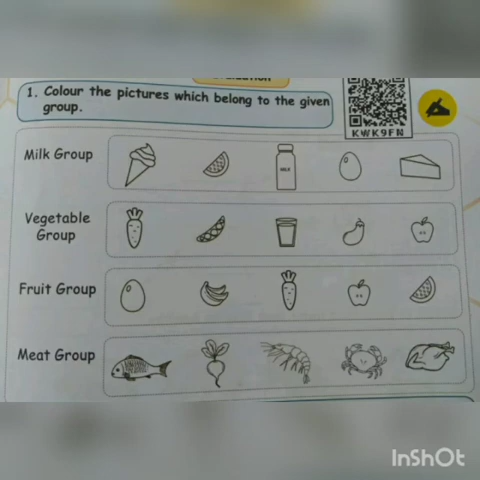 1. Colour the pictures which belong to the given
group.
KWK9FN
Milk Group
MILK
Vegetable
Group
Fruit Group
Meat Group
InShOt